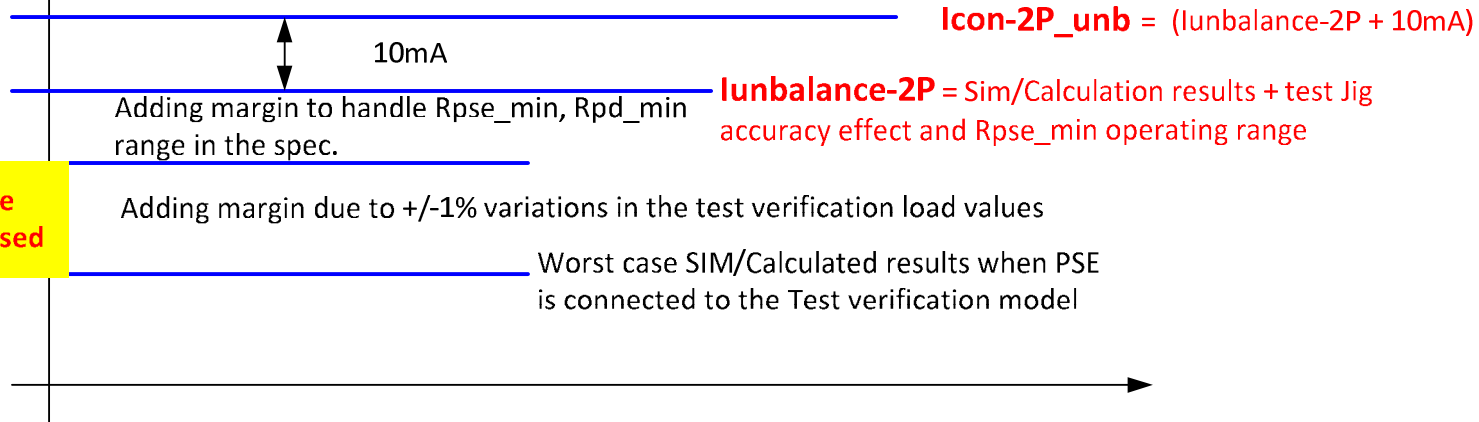 Icon-2P_unb = (Iunbalance-2P + 10mA)
10mA
Iunbalance-2P = Sim/Calculation results + test Jig
accuracy effect and Rpse_min operating range
Adding margin to handle Rpse_min, Rpd_min
range in the spec.
e
sed
Adding margin due to +/-1% variations in the test verification load values
Worst case SIM/Calculated results when PSE
is connected to the Test verification model